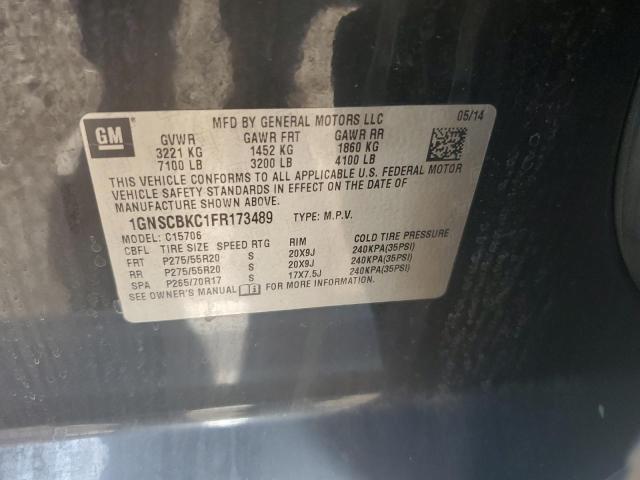 GM
MFD BY GENERAL MOTORS LLC 05/14
GVWR GAWR FRT GAWR RR
3221 KG 1452 KG 1860 KG
7100 LB 3200 LB 4100 LB
THIS VEHICLE CONFORMS TO ALL APPLICABLE U.S. FEDERAL MOTOR
VEHICLE SAFETY STANDARDS IN EFFECT ON THE DATE OF
MANUFACTURE SHOWN ABOVE.
1GNSCBKC1FR173489 TYPE: M.P.V.
MODEL: C15706
CBFL TIRE SIZE SPEED RTG RIM COLD TIRE PRESSURE
FRT P275/55R20 S 20X9J 240KPA(35PSI)
RR P275/55R20 S 20X9J 240KPA(35PSI)
SPA P265/70R17 S 17X7.5J 240KPA(35PSI)
SEE OWNER'S MANUAL FOR MORE INFORMATION.